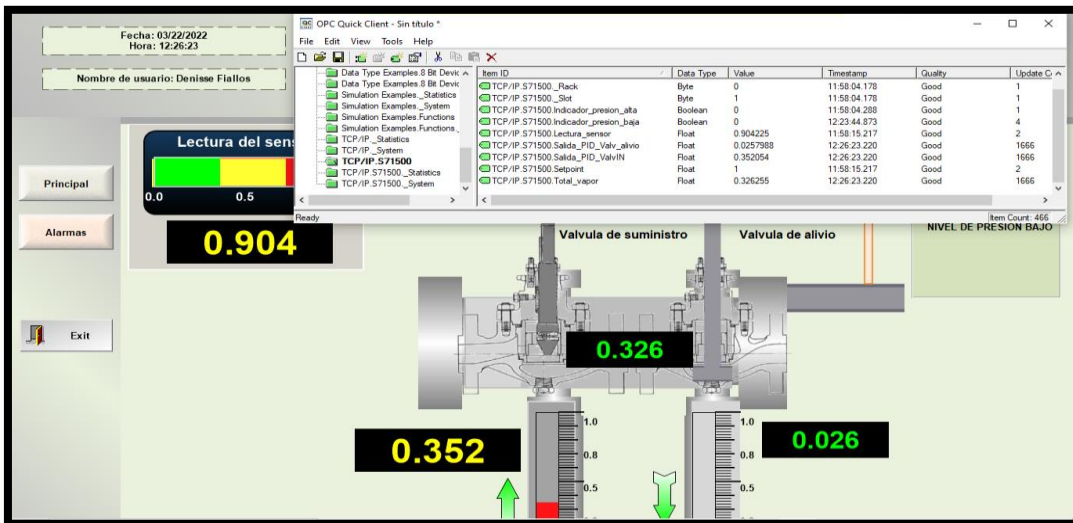 Fecha: 03/22/2022
Hora: 12:26:23
Nombre de usuario: Denisse Fiallos
OPC Quick Client - Sin título *
File Edit View Tools Help
Data Type Examples.8 Bit Devic
Data Type Examples.8 Bit Devic
Simulation Examples._Statistics
Simulation Examples._System
Simulation Examples.Functions
Simulation Examples.Functions._
TCP/IP._Statistics
TCP/IP._System
TCP/IP.S71500
TCP/IP.S71500._Statistics
TCP/IP.S71500._System
Item ID Data Type Value Timestamp Quality Update C
TCP/IP.S71500._Rack Byte 0 11:58:04.178 Good 1
TCP/IP.S71500._Slot Byte 1 11:58:04.178 Good 1
TCP/IP.S71500.Indicador_presion_alta Boolean 0 11:58:04.288 Good 1
TCP/IP.S71500.Indicador_presion_baja Boolean 0 12:23:44.873 Good 4
TCP/IP.S71500.Lectura_sensor Float 0.904225 11:58:15.217 Good 2
TCP/IP.S71500.Salida_PID_Valv_alivio Float 0.0257988 12:26:23.220 Good 1666
TCP/IP.S71500.Salida_PID_ValvIN Float 0.352054 12:26:23.220 Good 1666
TCP/IP.S71500.Setpoint Float 1 11:58:15.217 Good 2
TCP/IP.S71500.Total_vapor Float 0.326255 12:26:23.220 Good 1666
Ready Item Count: 466
Lectura del sen
0.0 0.5
0.904
Principal
Alarmas
Exit
Valvula de suministro
Valvula de alivio
NIVEL DE PRESION BAJO
0.326
0.352
1.0
0.8
0.5
1.0
0.8
0.5
0.026